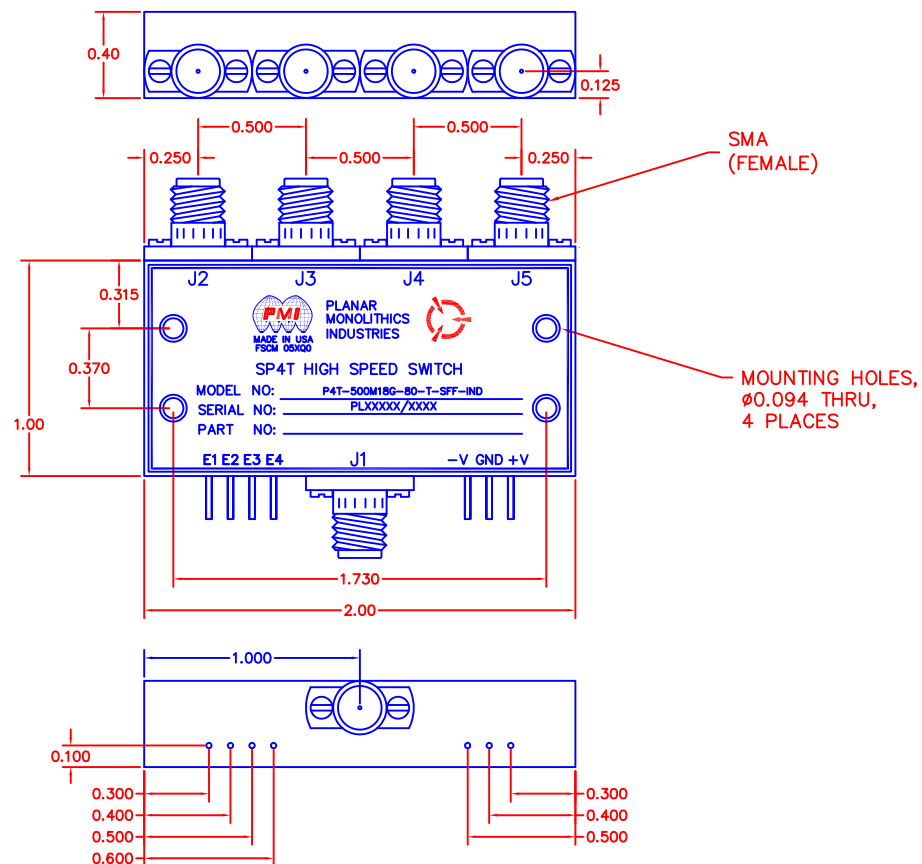 0.40
0.125
0.500
0.500
0.250
0.500
0.250
SMA
(FEMALE)
J2
J3
J4
J5
0.315
PMI
MADE IN USA
FSCM 05XQ0
PLANAR
MONOLITHICS
INDUSTRIES
0.370
SP4T HIGH SPEED SWITCH
MODEL NO: P4T-500M18G-80-T-SFF-IND
SERIAL NO: PLXXXXX/XXXX
PART NO:
MOUNTING HOLES,
ø0.094 THRU,
4 PLACES
1.00
E1 E2 E3 E4
J1
-V GND +V
1.730
2.00
1.000
0.100
0.300
0.300
0.400
0.400
0.500
0.500
0.600